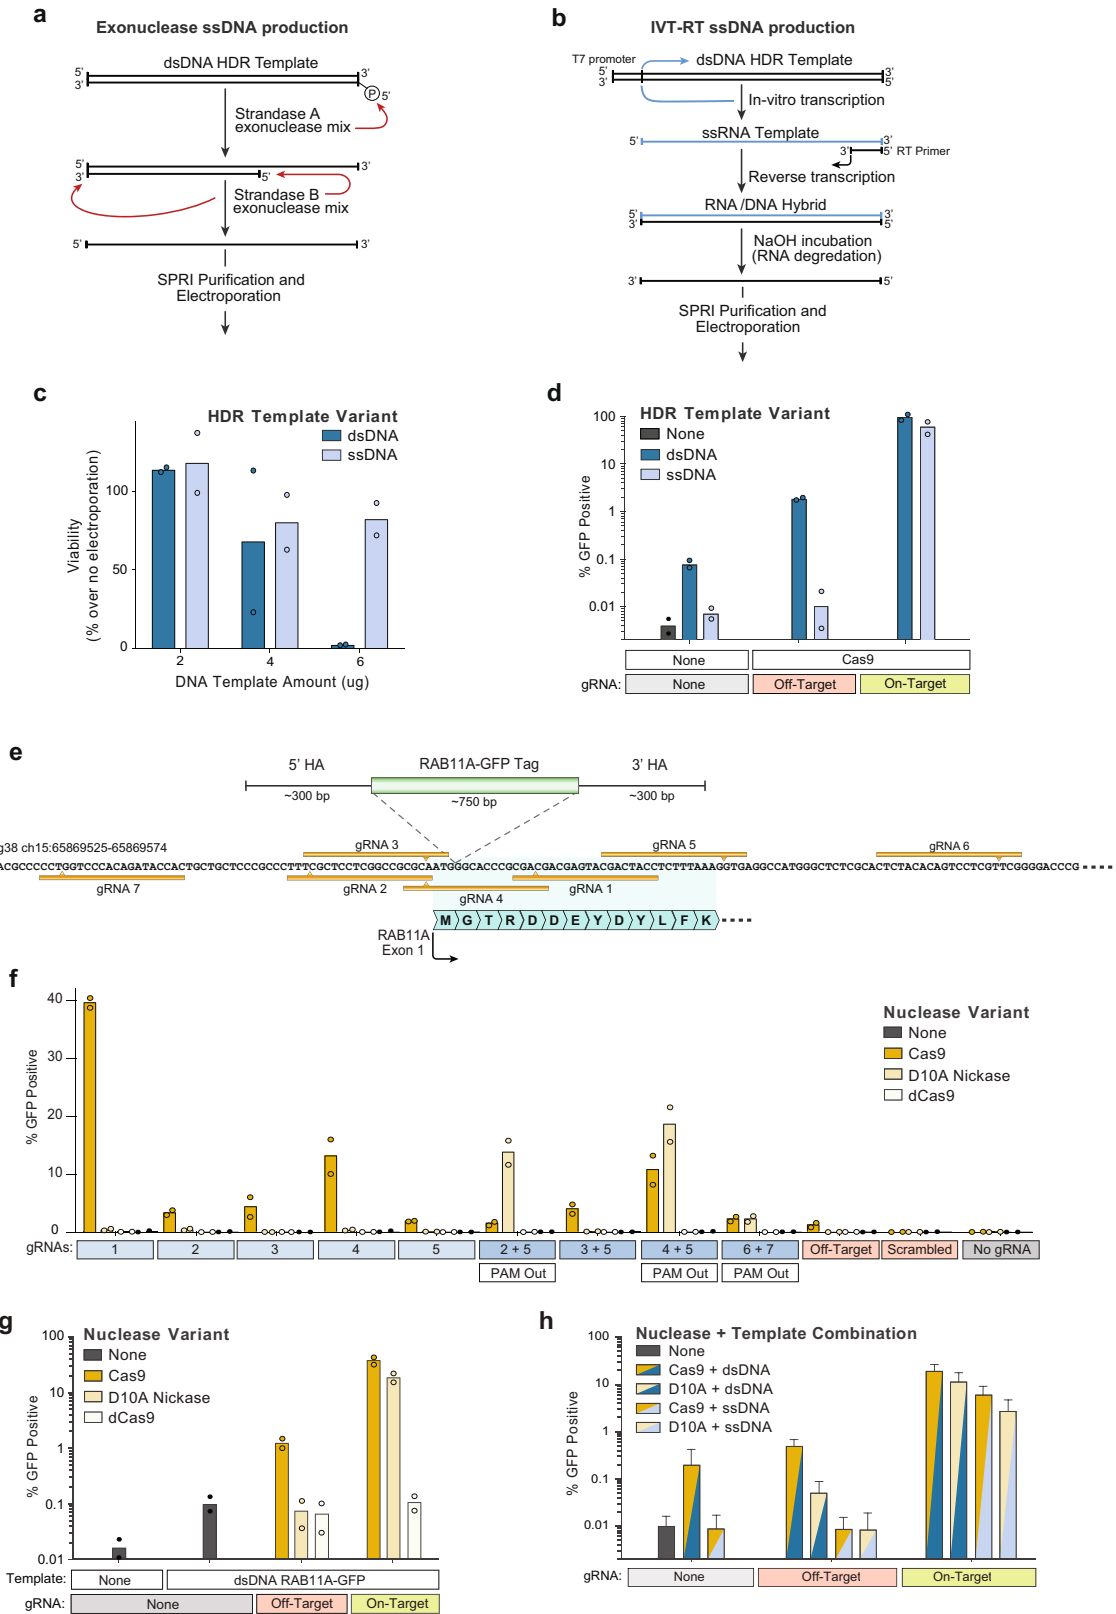 a
Exonuclease ssDNA production
dsDNA HDR Template
5'
3'
3'
P 5'
Strandase A
exonuclease mix
5'
3'
3'
5'
Strandase B
exonuclease mix
5'
3'
SPRI Purification and
Electroporation
b
IVT-RT ssDNA production
T7 promoter
dsDNA HDR Template
5'
3'
3'
5'
In-vitro transcription
ssRNA Template
5'
3'
3'
5' RT Primer
Reverse transcription
RNA /DNA Hybrid
5'
3'
3'
5'
NaOH incubation
(RNA degredation)
3'
5'
SPRI Purification and
Electroporation
c
HDR Template Variant
dsDNA
ssDNA
Viability
(% over no electroporation)
100
50
0
2 4 6
DNA Template Amount (ug)
d
HDR Template Variant
None
dsDNA
ssDNA
% GFP Positive
100
10
1
0.1
0.01
None Cas9
gRNA: None Off-Target On-Target
e
5' HA RAB11A-GFP Tag 3' HA
~300 bp ~750 bp ~300 bp
g38 ch15:65869525-65869574
gRNA 3 gRNA 5 gRNA 6
ACGCCCCCTGGTCCCACAGATACCACTGCTGCTCCCGCCCTTTCGCTCCTCGGCCGCGCAATGGGCACCCGCGACGACGAGTACGACTACCTCTTTAAAGGTGAGGCCATGGGCTCTCGCACTCTACACAGTCCTCGTTCGGGGACCCG
gRNA 7 gRNA 2 gRNA 4 gRNA 1
M G T R D D E Y D Y L F K
RAB11A
Exon 1
f
% GFP Positive
40
30
20
10
0
Nuclease Variant
None
Cas9
D10A Nickase
dCas9
gRNAs: 1 2 3 4 5 2 + 5 3 + 5 4 + 5 6 + 7 Off-Target Scrambled No gRNA
PAM Out PAM Out PAM Out
g
Nuclease Variant
None
Cas9
D10A Nickase
dCas9
% GFP Positive
100
10
1
0.1
0.01
Template: None dsDNA RAB11A-GFP
gRNA: None Off-Target On-Target
h
Nuclease + Template Combination
None
Cas9 + dsDNA
D10A + dsDNA
Cas9 + ssDNA
D10A + ssDNA
% GFP Positive
100
10
1
0.1
0.01
gRNA: None Off-Target On-Target